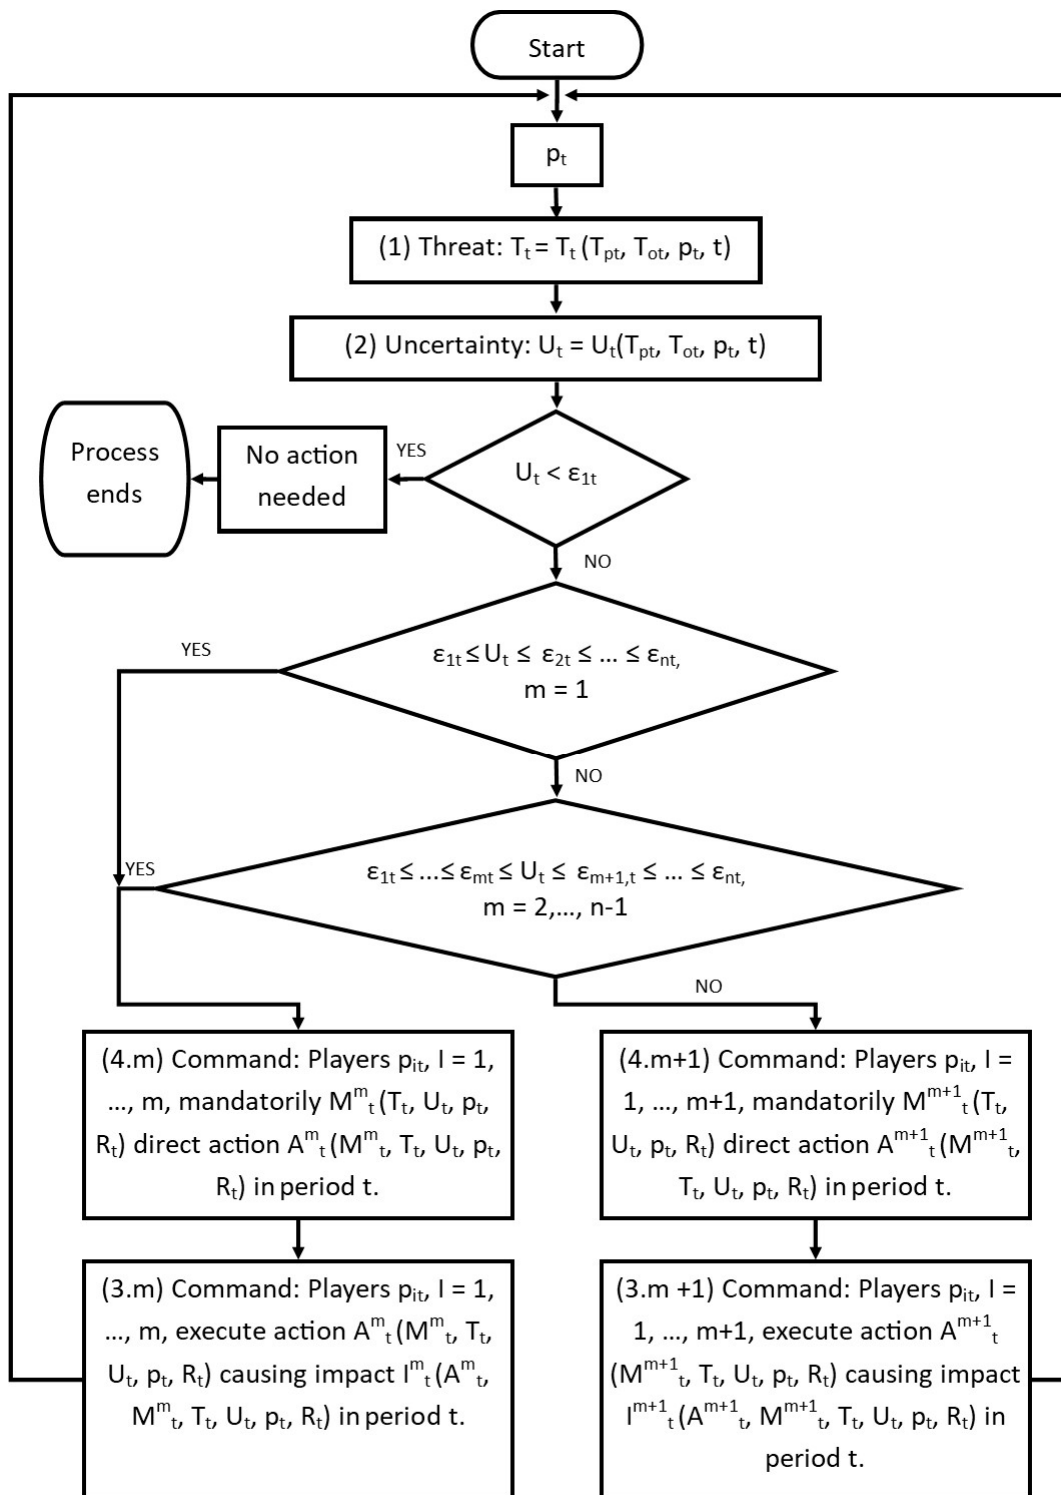 Start
pₜ
(1) Threat: Tₜ = Tₜ (Tₚₜ, Tₒₜ, pₜ, t)
(2) Uncertainty: Uₜ = Uₜ(Tₚₜ, Tₒₜ, pₜ, t)
Process
ends
No action
needed
YES
Uₜ < ε₁ₜ
NO
YES
ε₁ₜ ≤ Uₜ ≤ ε₂ₜ ≤ ... ≤ εₙₜ,
m = 1
NO
YES
ε₁ₜ ≤ ...≤ εₘₜ ≤ Uₜ ≤ εₘ₊₁,ₜ ≤ ... ≤ εₙₜ,
m = 2,..., n-1
NO
(4.m) Command: Players pᵢₜ, I = 1,
..., m, mandatorily Mᵐₜ (Tₜ, Uₜ, pₜ,
Rₜ) direct action Aᵐₜ (Mᵐₜ, Tₜ, Uₜ, pₜ,
Rₜ) in period t.
(4.m+1) Command: Players pᵢₜ, I =
1, ..., m+1, mandatorily Mᵐ⁺¹ₜ (Tₜ,
Uₜ, pₜ, Rₜ) direct action Aᵐ⁺¹ₜ (Mᵐ⁺¹ₜ,
Tₜ, Uₜ, pₜ, Rₜ) in period t.
(3.m) Command: Players pᵢₜ, I = 1,
..., m, execute action Aᵐₜ (Mᵐₜ, Tₜ,
Uₜ, pₜ, Rₜ) causing impact Iᵐₜ (Aᵐₜ,
Mᵐₜ, Tₜ, Uₜ, pₜ, Rₜ) in period t.
(3.m +1) Command: Players pᵢₜ, I =
1, ..., m+1, execute action Aᵐ⁺¹ₜ
(Mᵐ⁺¹ₜ, Tₜ, Uₜ, pₜ, Rₜ) causing impact
Iᵐ⁺¹ₜ (Aᵐ⁺¹ₜ, Mᵐ⁺¹ₜ, Tₜ, Uₜ, pₜ, Rₜ) in
period t.